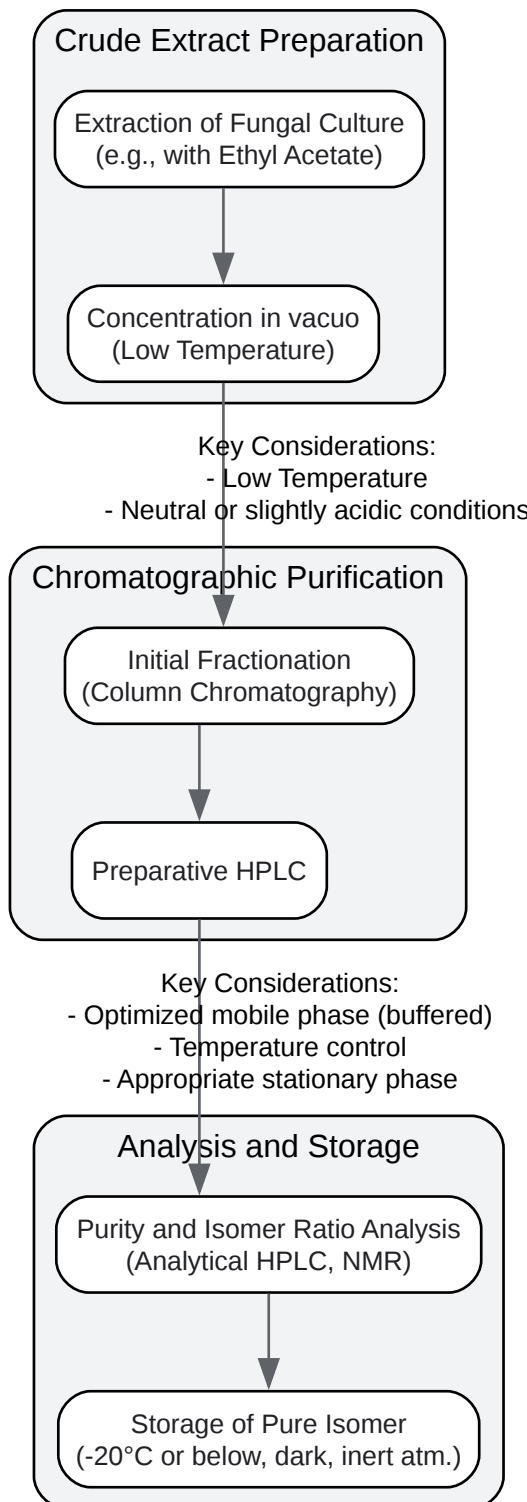 Crude Extract Preparation
Extraction of Fungal Culture
(e.g., with Ethyl Acetate)
Concentration in vacuo
(Low Temperature)
Key Considerations:
- Low Temperature
- Neutral or slightly acidic conditions
Chromatographic Purification
Initial Fractionation
(Column Chromatography)
Preparative HPLC
Key Considerations:
- Optimized mobile phase (buffered)
- Temperature control
- Appropriate stationary phase
Analysis and Storage
Purity and Isomer Ratio Analysis
(Analytical HPLC, NMR)
Storage of Pure Isomer
(-20°C or below, dark, inert atm.)